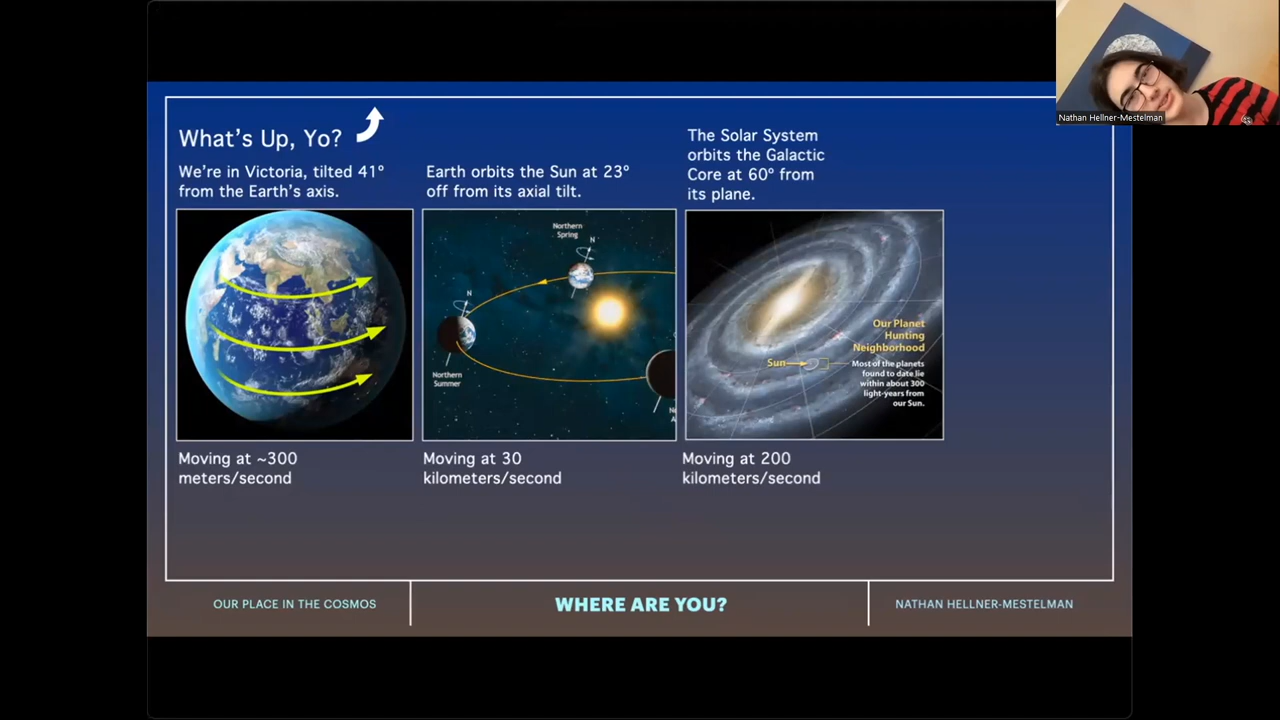 Nathan Hellner-Mestelman
What's Up, Yo?
We're in Victoria, tilted 41°
from the Earth's axis.
Earth orbits the Sun at 23°
off from its axial tilt.
The Solar System
orbits the Galactic
Core at 60° from
its plane.
Northern
Spring
N
N
Northern
Summer
N
A
Our Planet
Hunting
Neighborhood
Sun
Most of the planets
found to date lie
within about 300
light-years from
our Sun.
Moving at ~300
meters/second
Moving at 30
kilometers/second
Moving at 200
kilometers/second
OUR PLACE IN THE COSMOS
WHERE ARE YOU?
NATHAN HELLNER-MESTELMAN